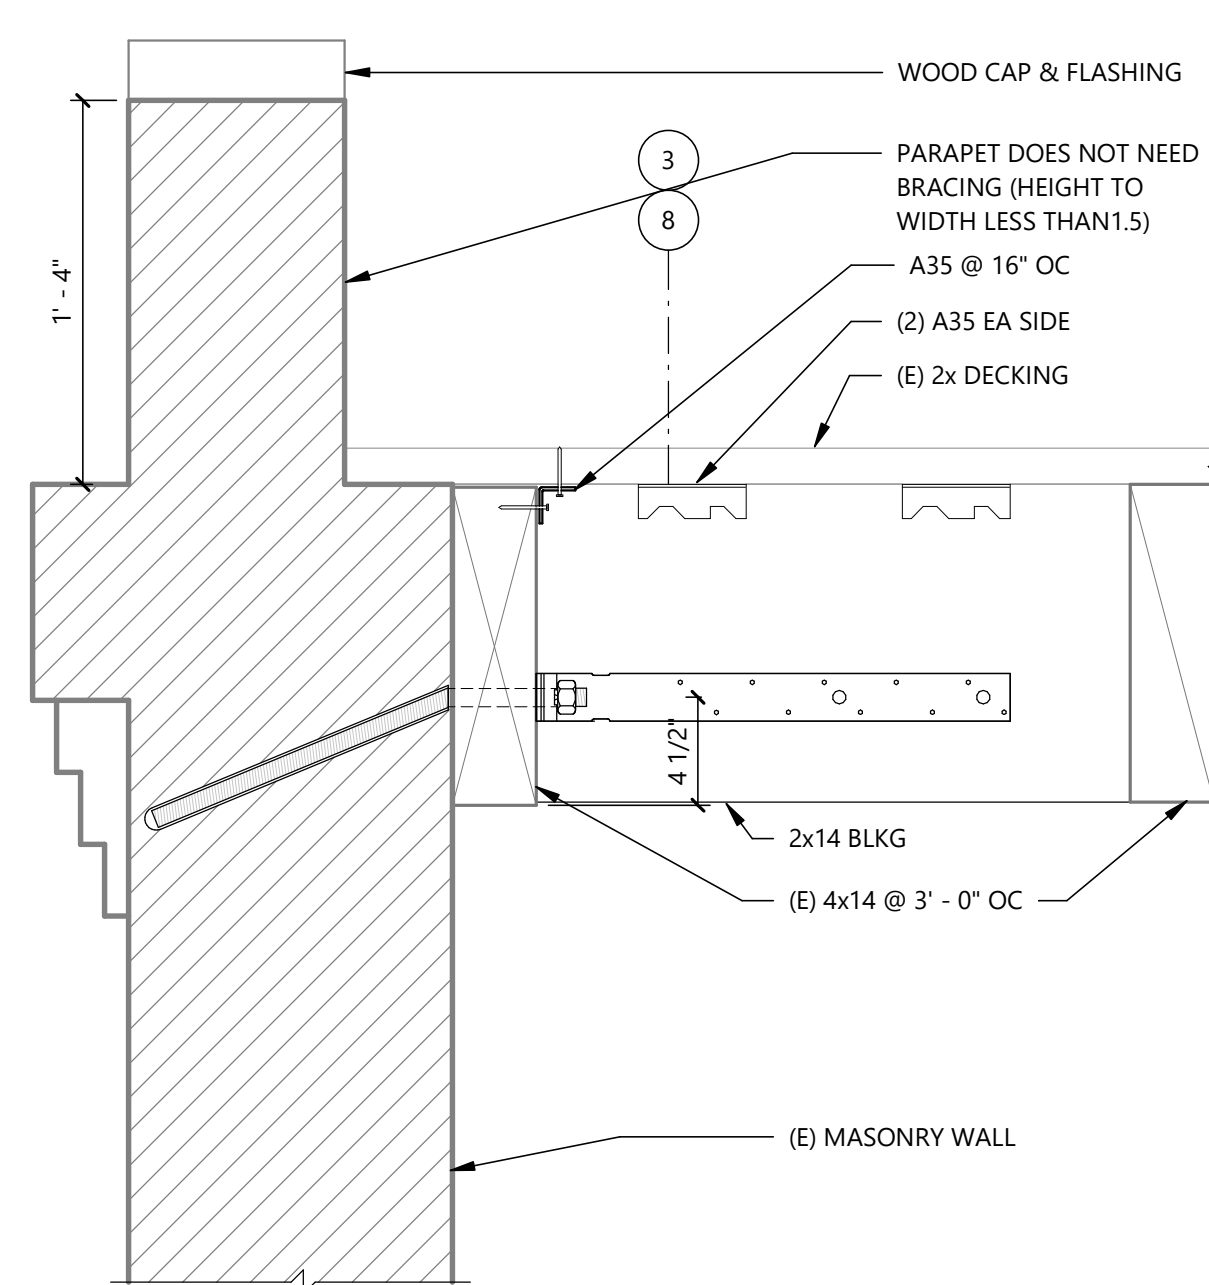 WOOD CAP & FLASHING
3
8
PARAPET DOES NOT NEED
BRACING (HEIGHT TO
WIDTH LESS THAN1.5)
A35 @ 16" OC
1' - 4"
(2) A35 EA SIDE
(E) 2x DECKING
4 1/2"
2x14 BLKG
(E) 4x14 @ 3' - 0" OC
(E) MASONRY WALL